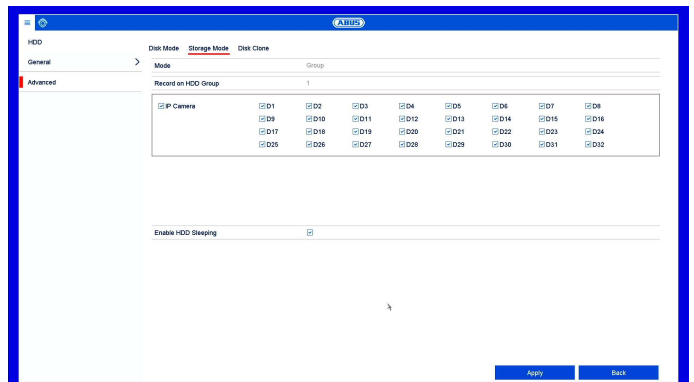 ABUS
HDD
General
Advanced
Disk Mode Storage Mode Disk Clone
Mode Group
Record on HDD Group 1
IP Camera D1 D2 D3 D4 D5 D6 D7 D8
D9 D10 D11 D12 D13 D14 D15 D16
D17 D18 D19 D20 D21 D22 D23 D24
D25 D26 D27 D28 D29 D30 D31 D32
Enable HDD Sleeping
Apply Back